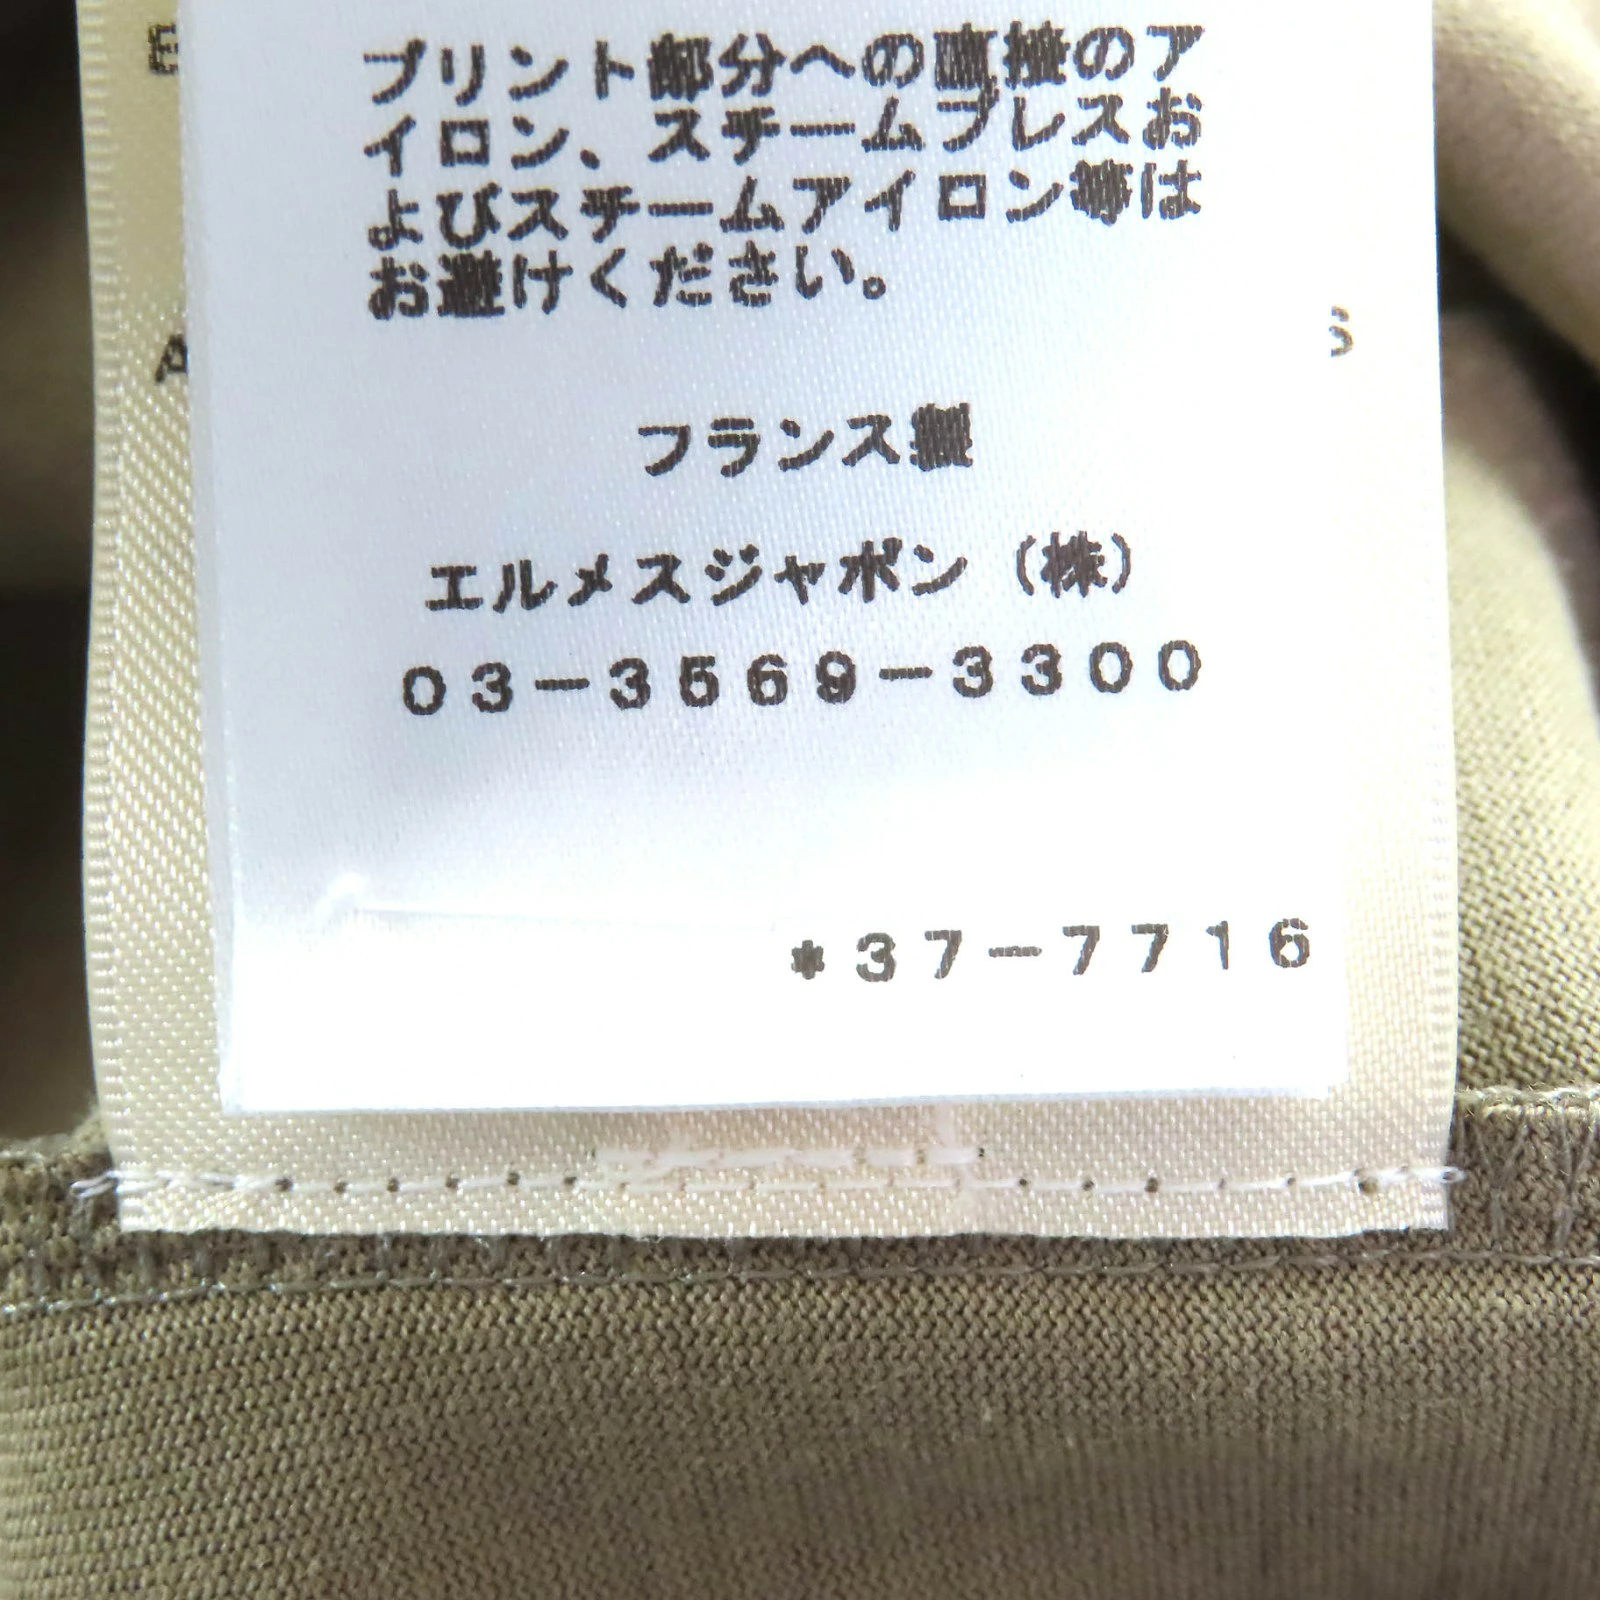 プリント部分への直接のア
イロン、スチームプレスお
よびスチームアイロン等は
お避けください。
フランス製
エルメスジャポン（株）
03-3569-3300
*37-7716